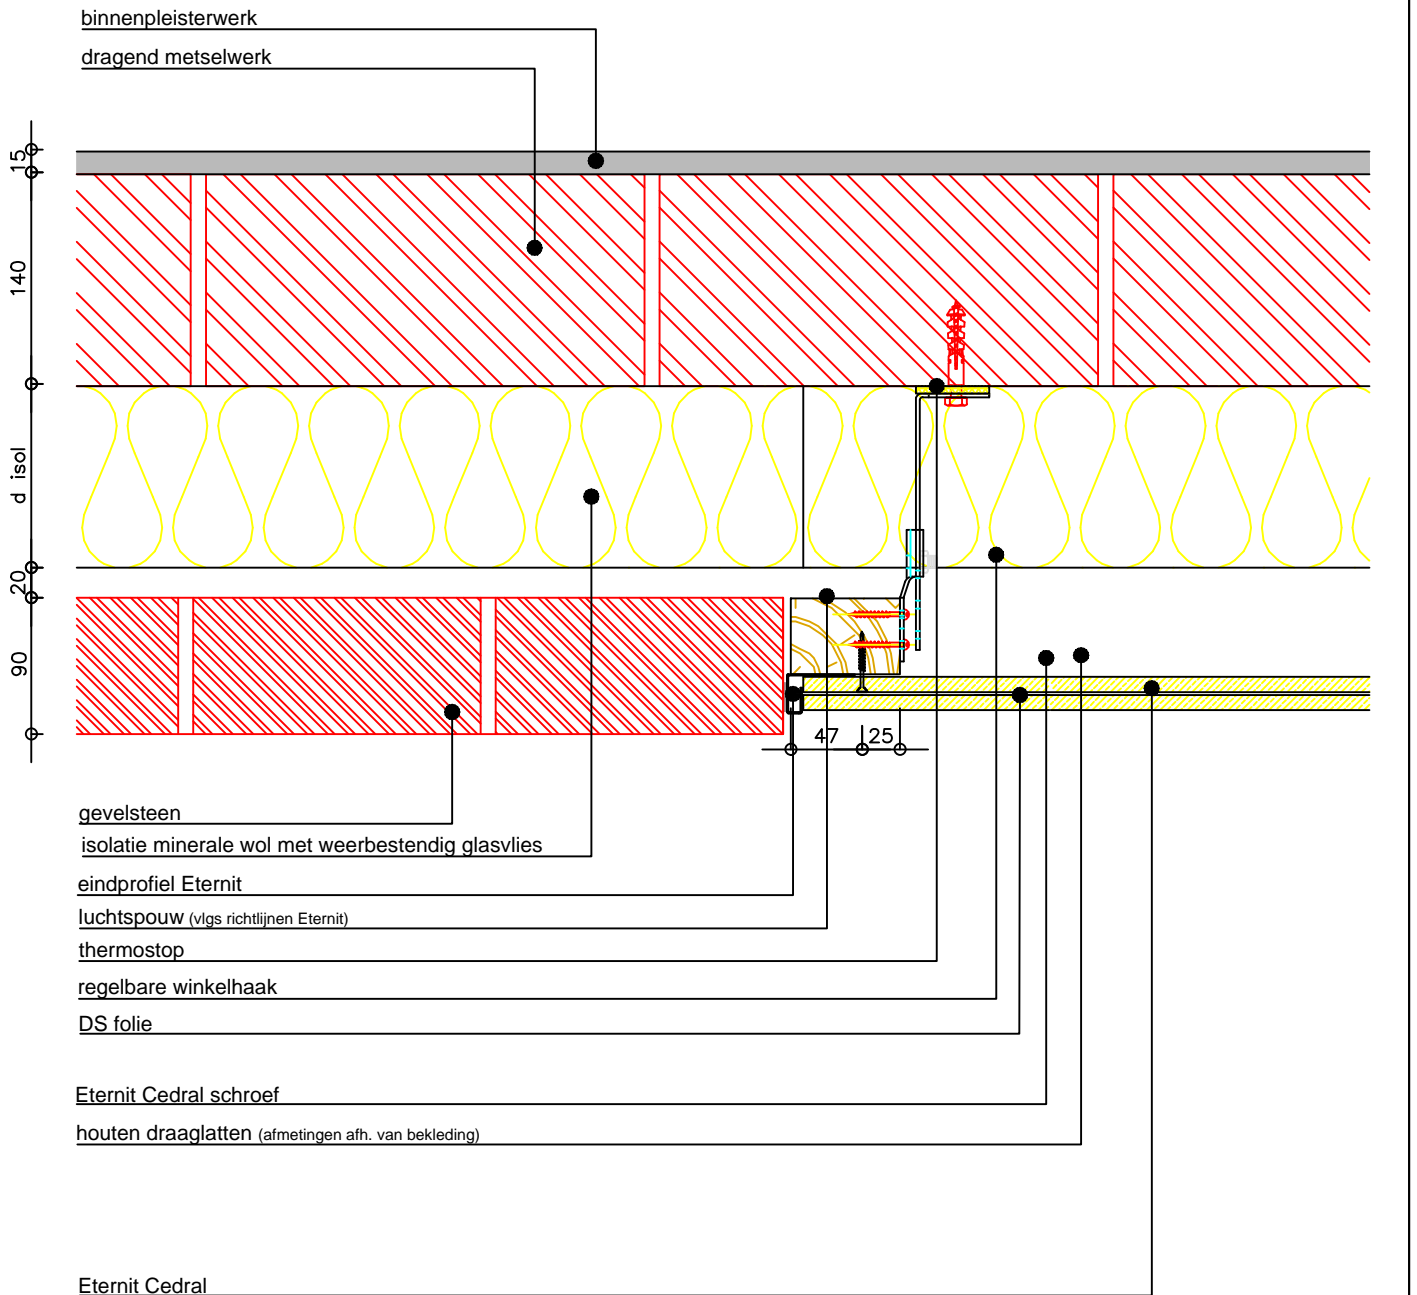 binnenpleisterwerk
dragend metselwerk
15
140
d isol
20
90
47 25
gevelsteen
isolatie minerale wol met weerbestendig glasvlies
eindprofiel Eternit
luchtspouw (vlgs richtlijnen Eternit)
thermostop
regelbare winkelhaak
DS folie
Eternit Cedral schroef
houten draaglatten (afmetingen afh. van bekleding)
Eternit Cedral